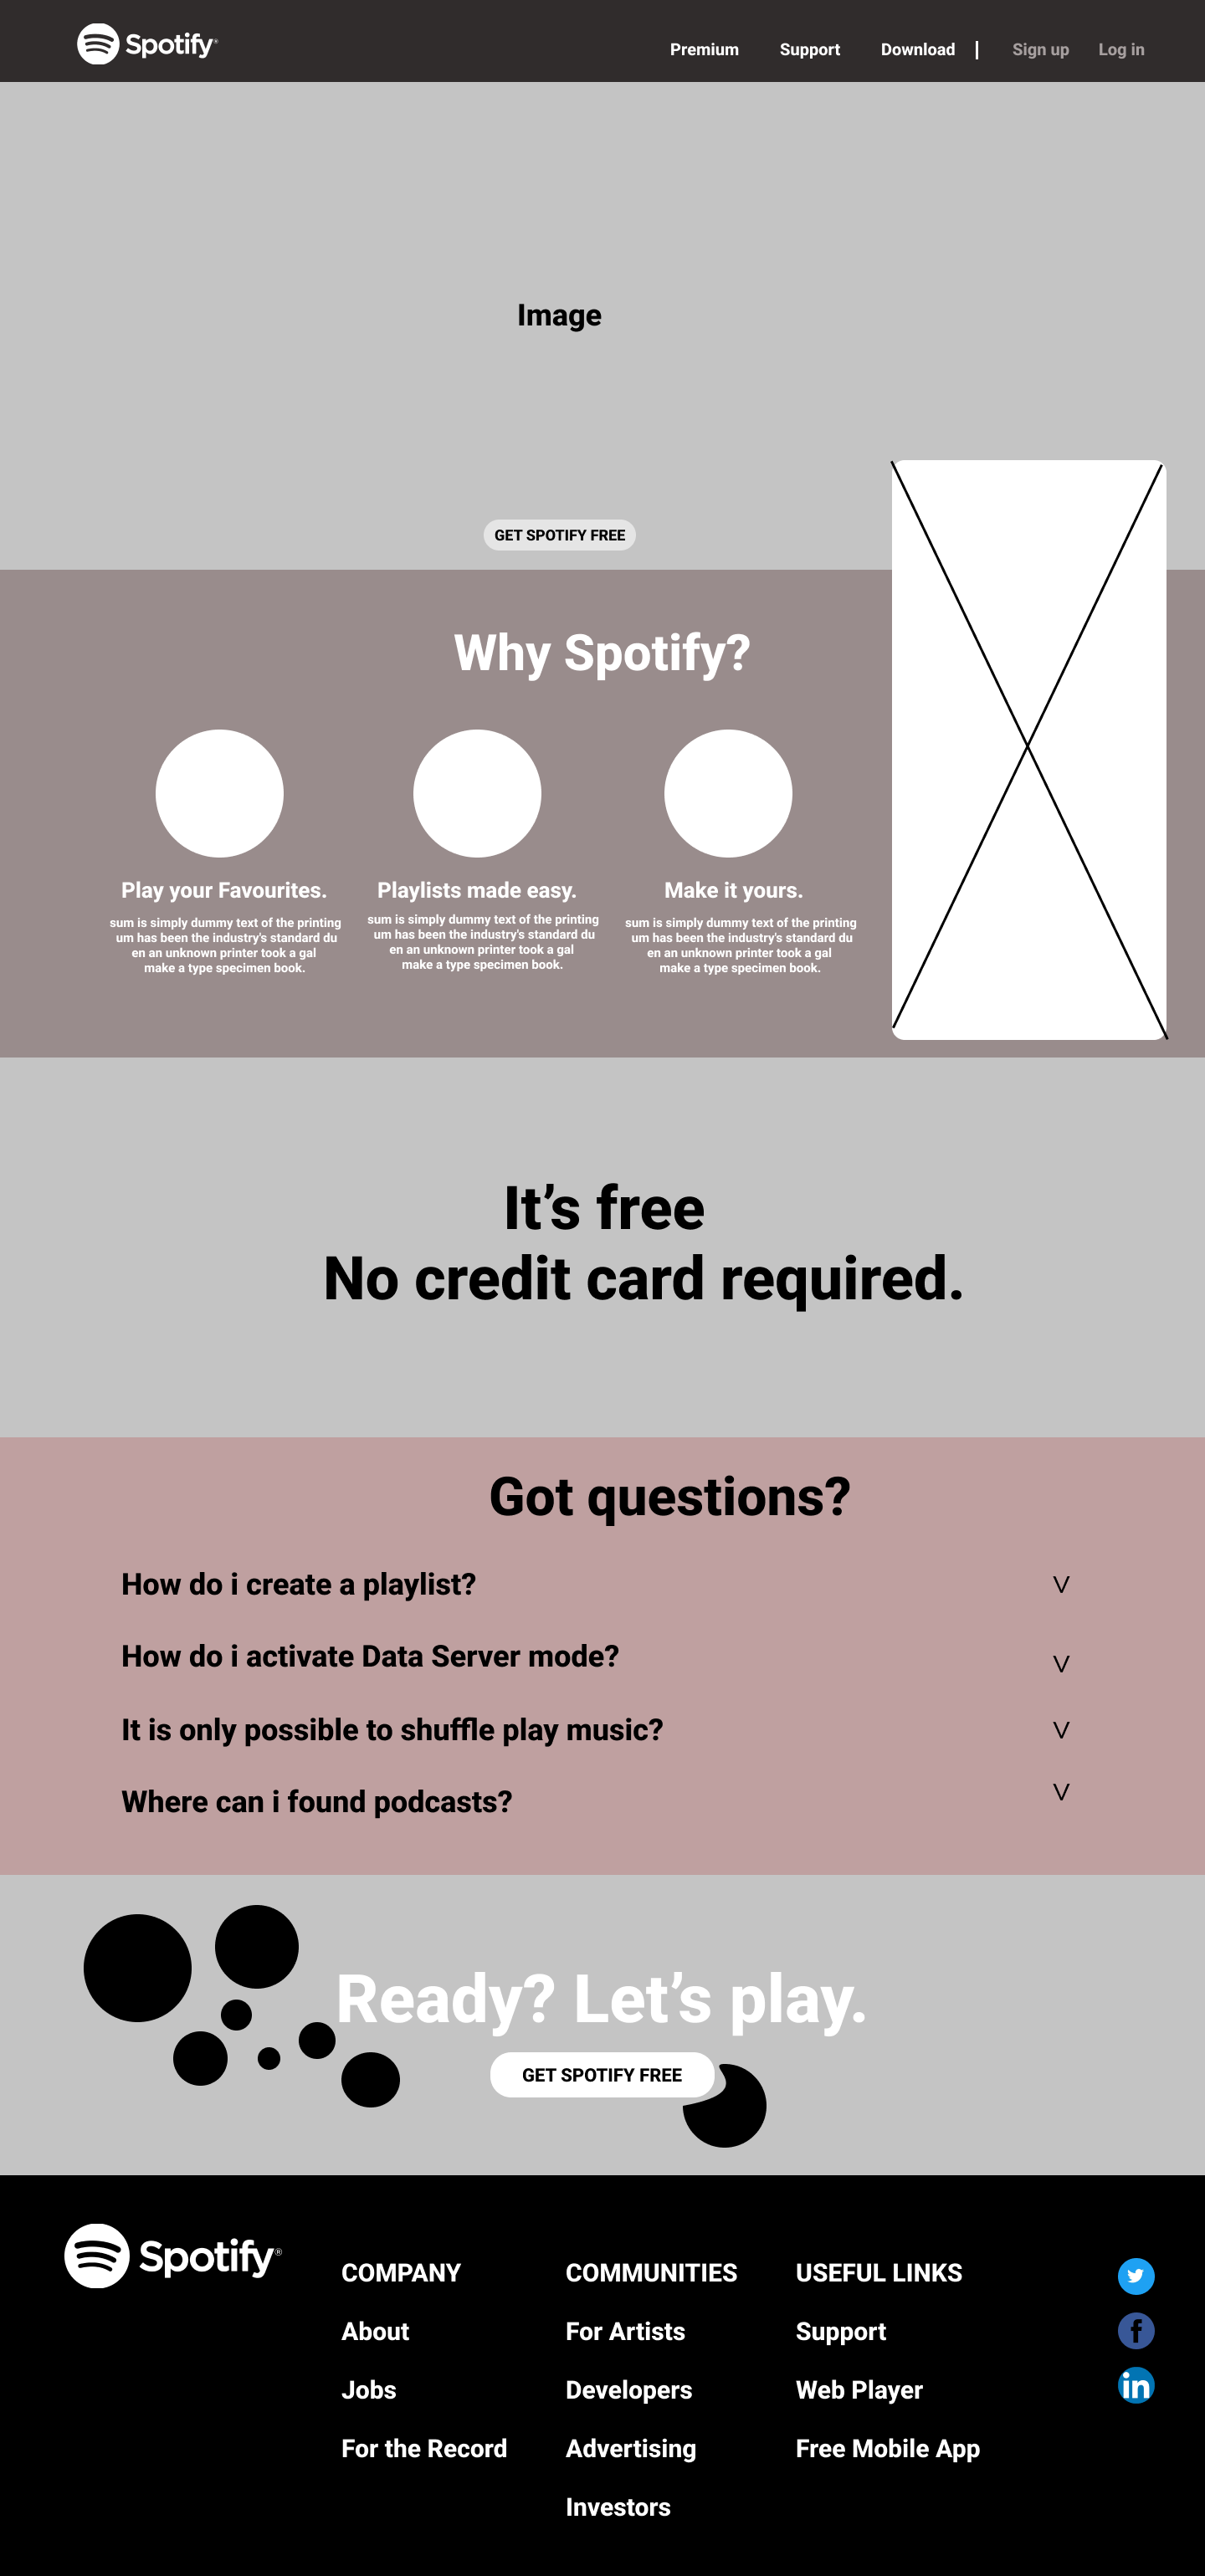 Spotify®
Premium
Support
Download
Sign up
Log in
Image
GET SPOTIFY FREE
Why Spotify?
Play your Favourites.
sum is simply dummy text of the printing
um has been the industry's standard du
en an unknown printer took a gal
make a type specimen book.
Playlists made easy.
sum is simply dummy text of the printing
um has been the industry's standard du
en an unknown printer took a gal
make a type specimen book.
Make it yours.
sum is simply dummy text of the printing
um has been the industry's standard du
en an unknown printer took a gal
make a type specimen book.
It’s free
No credit card required.
Got questions?
How do i create a playlist? V
How do i activate Data Server mode? V
It is only possible to shuffle play music? V
Where can i found podcasts? V
Ready? Let’s play.
GET SPOTIFY FREE
Spotify®
COMPANY
About
Jobs
For the Record
COMMUNITIES
For Artists
Developers
Advertising
Investors
USEFUL LINKS
Support
Web Player
Free Mobile App
f
in